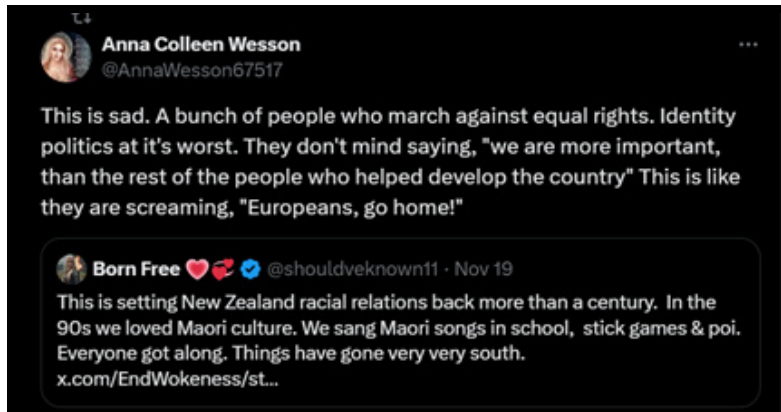 Anna Colleen Wesson
@AnnaWesson67517
This is sad. A bunch of people who march against equal rights. Identity
politics at it's worst. They don't mind saying, "we are more important,
than the rest of the people who helped develop the country" This is like
they are screaming, "Europeans, go home!"
Born Free @shouldveknown11 · Nov 19
This is setting New Zealand racial relations back more than a century. In the
90s we loved Maori culture. We sang Maori songs in school, stick games & poi.
Everyone got along. Things have gone very very south.
x.com/EndWokeness/st...